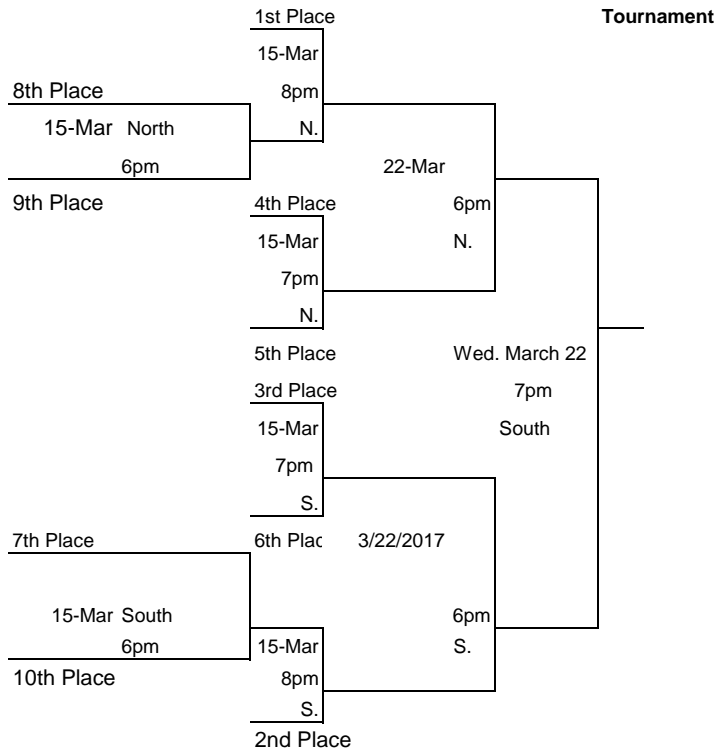 1st Place
Tournament
15-Mar
8th Place
8pm
15-Mar North
N.
6pm
22-Mar
9th Place
4th Place
6pm
15-Mar
N.
7pm
N.
5th Place
Wed. March 22
3rd Place
7pm
15-Mar
South
7pm
S.
7th Place
6th Plac
3/22/2017
15-Mar South
6pm
6pm
15-Mar
S.
10th Place
8pm
S.
2nd Place